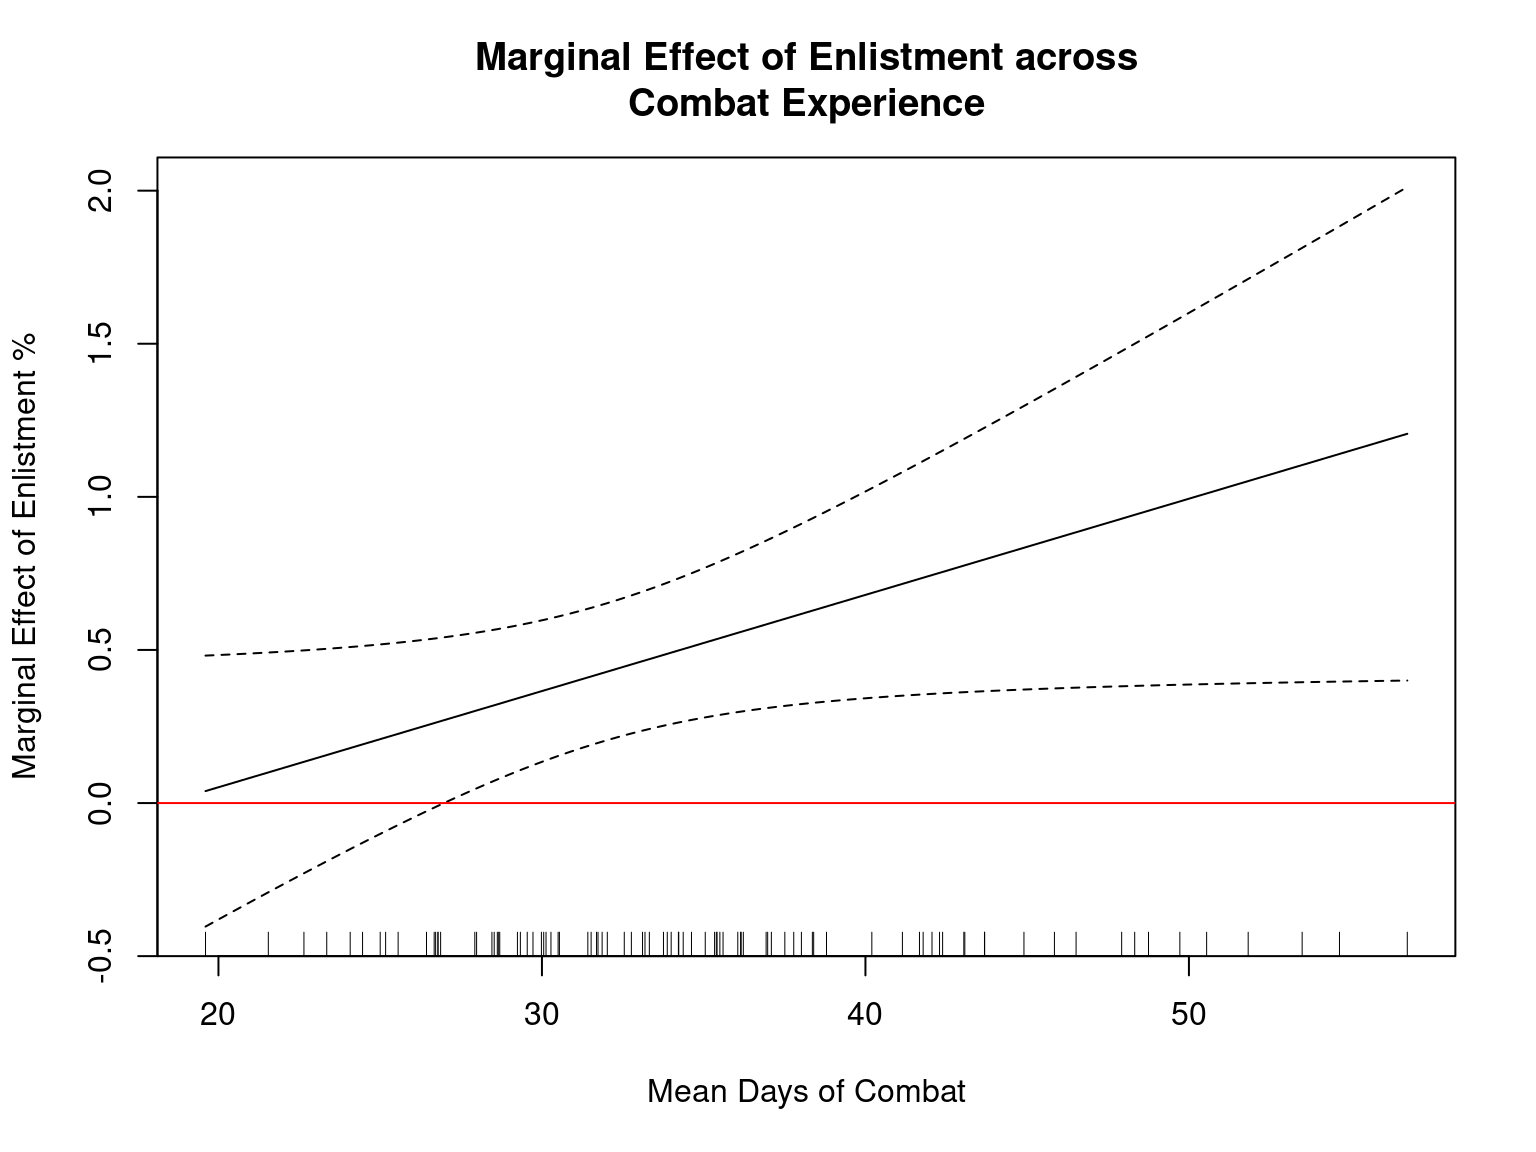 Marginal Effect of Enlistment across
Combat Experience
Marginal Effect of Enlistment %
2.0
1.5
1.0
0.5
0.0
-0.5
20
30
40
50
Mean Days of Combat